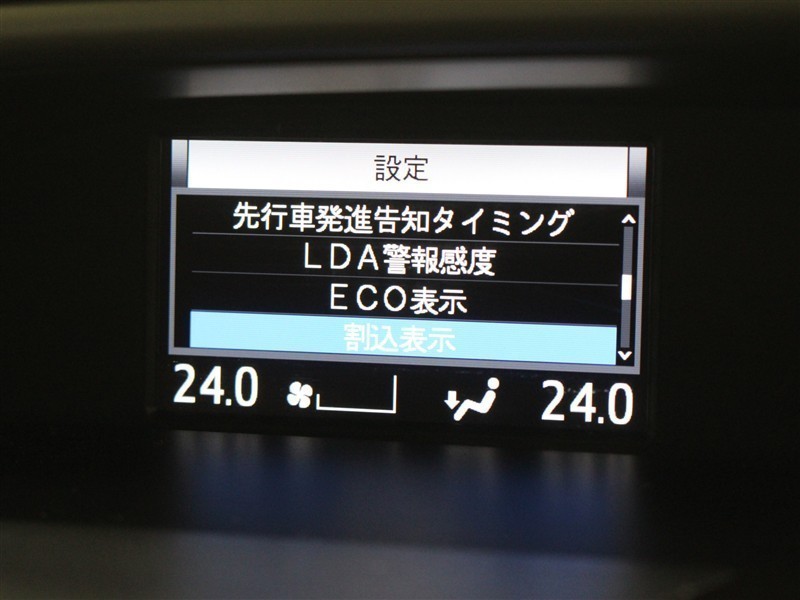 設定
先行車発進告知タイミング
LDA警報感度
ECO表示
割込表示
24.0 24.0